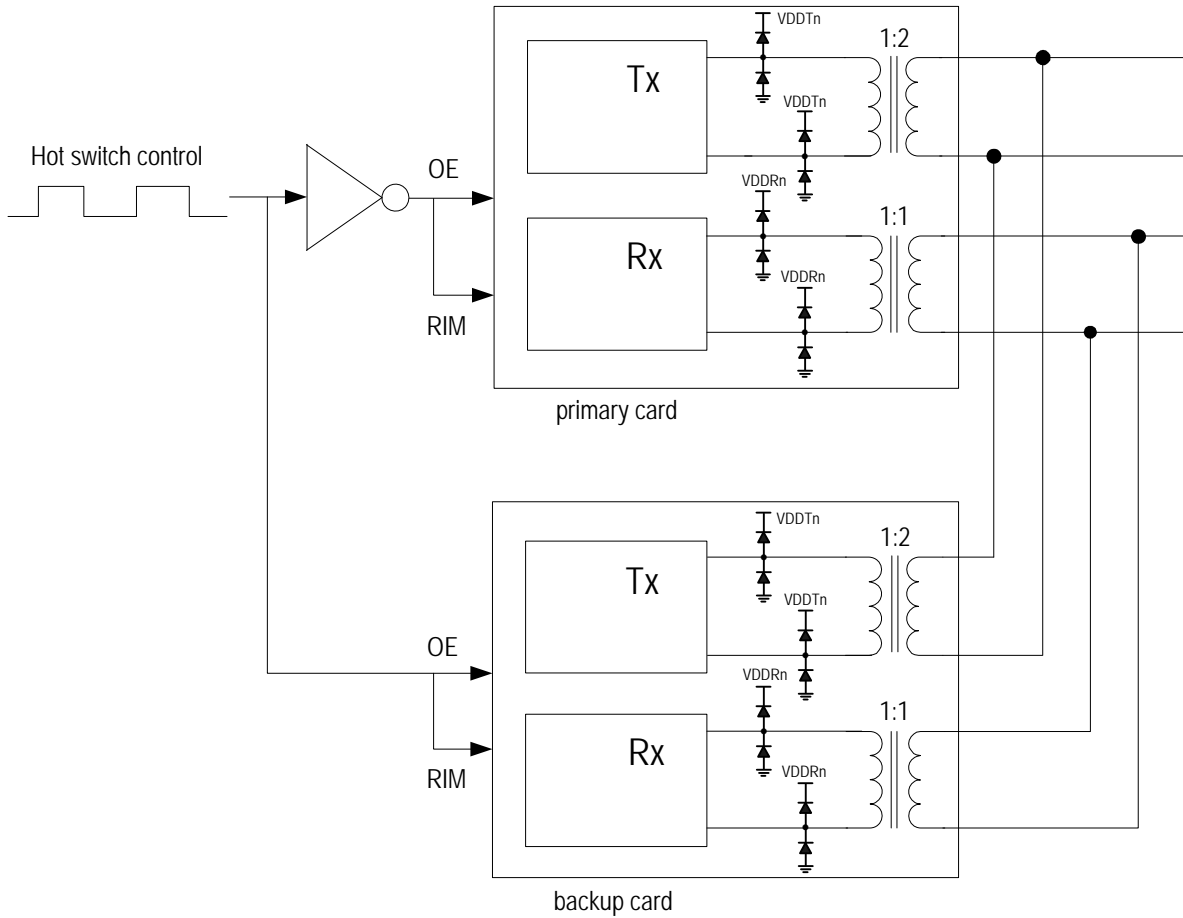 VDDTn
1:2
Tx
VDDTn
Hot switch control
OE
VDDRn
1:1
Rx
VDDRn
RIM
primary card
VDDTn
1:2
Tx
VDDTn
OE
VDDRn
1:1
Rx
VDDRn
RIM
backup card